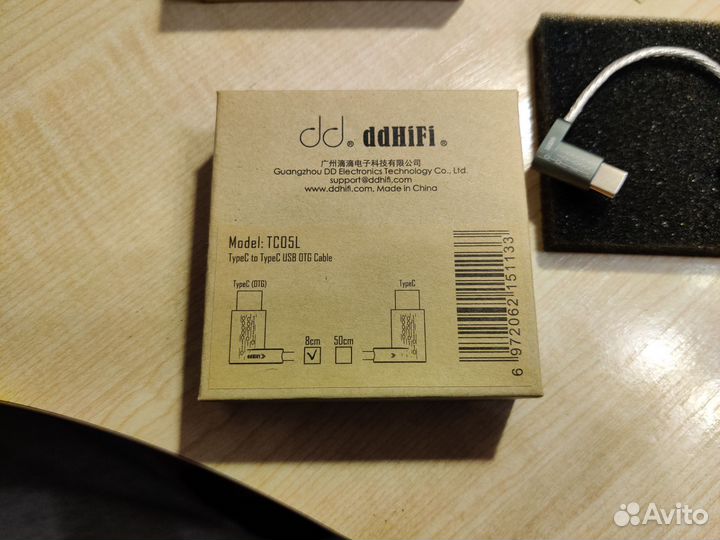 dd® ddHiFi®
广州滴滴电子科技有限公司
Guangzhou DD Electronics Technology Co., Ltd.
support@ddhifi.com
www.ddhifi.com, Made in China
Model: TC05L
TypeC to TypeC USB OTG Cable
TypeC (OTG) TypeC
8cm 50cm
6 972062 151133
Avito